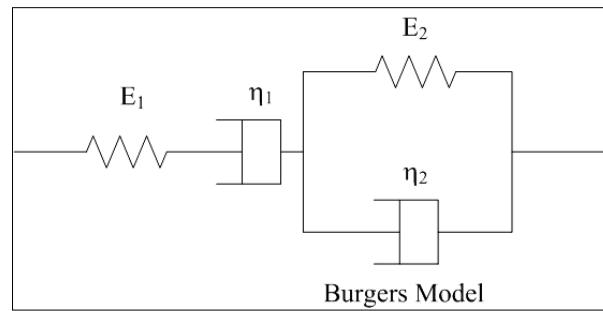 E₂
E₁
η₁
η₂
Burgers Model